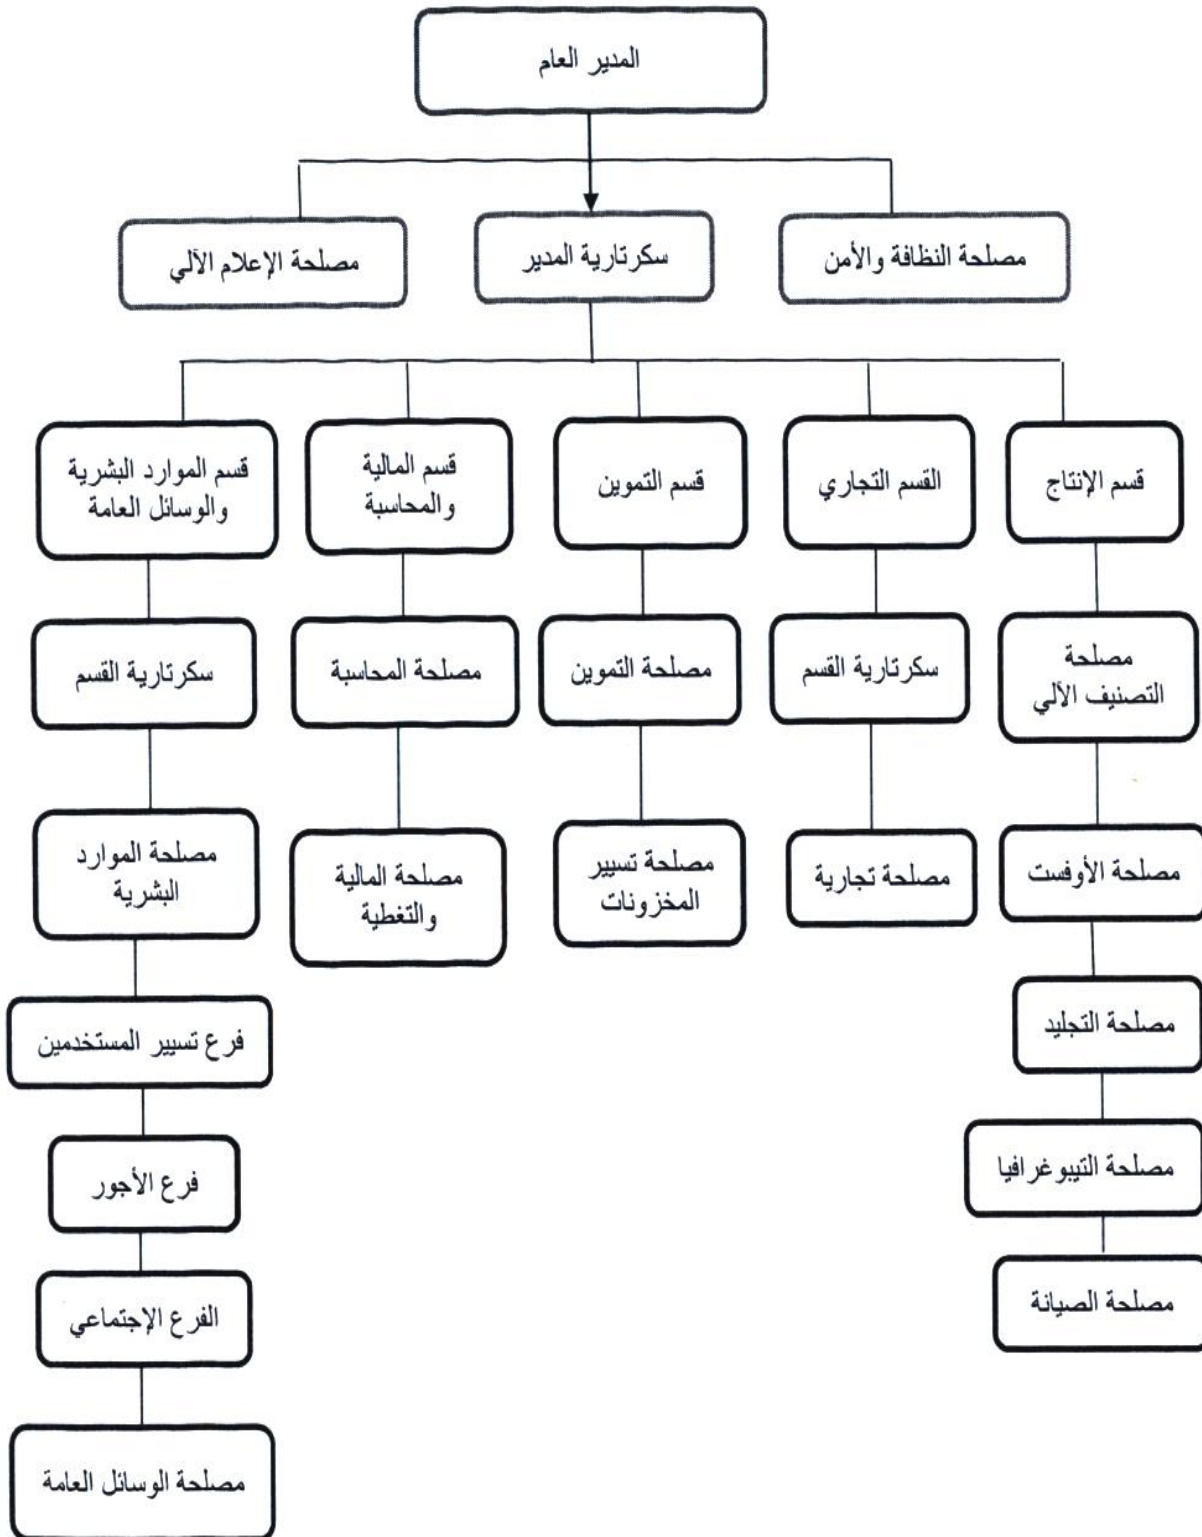 المدير العام
مصلحة النظافة والأمن
سكرتارية المدير
مصلحة الإعلام الآلي
قسم الإنتاج
القسم التجاري
قسم التموين
قسم المالية
والمحاسبة
قسم الموارد البشرية
والوسائل العامة
مصلحة
التصنيف الآلي
سكرتارية القسم
مصلحة التموين
مصلحة المحاسبة
سكرتارية القسم
مصلحة الأوفست
مصلحة تجارية
مصلحة تسيير
المخزونات
مصلحة المالية
والتغطية
مصلحة الموارد
البشرية
مصلحة التجليد
فرع تسيير المستخدمين
مصلحة التيبوغرافيا
فرع الأجور
مصلحة الصيانة
الفرع الإجتماعي
مصلحة الوسائل العامة